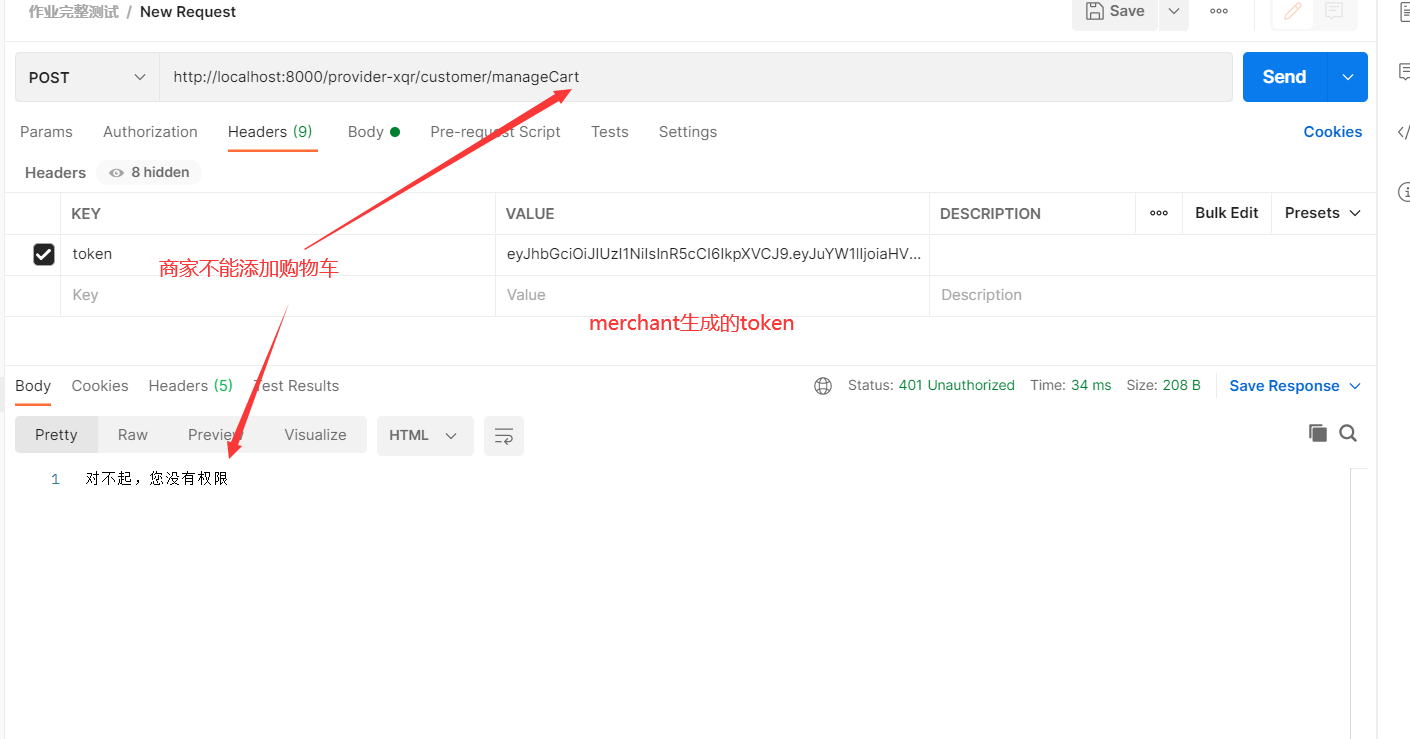 作业完整测试 / New Request
Save
POST
http://localhost:8000/provider-xqr/customer/manageCart
Send
Params Authorization Headers (9) Body Pre-request Script Tests Settings Cookies
Headers 8 hidden
KEY VALUE DESCRIPTION Bulk Edit Presets
token eyJhbGciOiJIUzI1NiIsInR5cCI6IkpXVCJ9.eyJuYW1lIjoiaHV...
商家不能添加购物车
Key Value Description
merchant生成的token
Body Cookies Headers (5) Test Results Status: 401 Unauthorized Time: 34 ms Size: 208 B Save Response
Pretty Raw Preview Visualize HTML
1 对不起，您没有权限